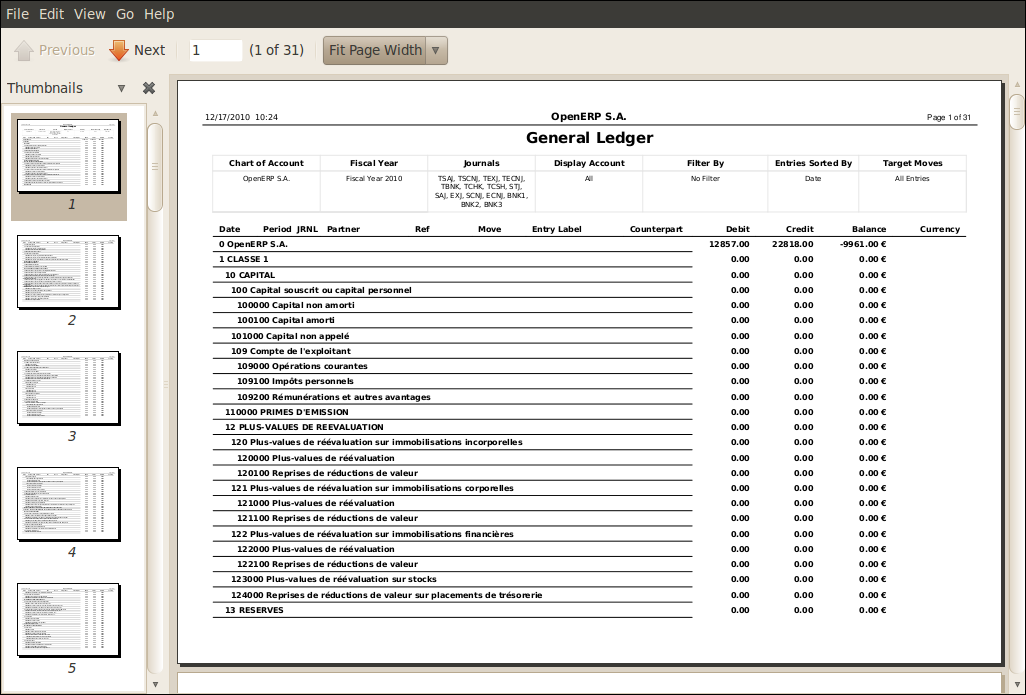 File Edit View Go Help
Previous Next 1 (1 of 31) Fit Page Width
Thumbnails
1
2
3
4
5
12/17/2010 10:24 OpenERP S.A. Page 1 of 31
General Ledger
Chart of Account Fiscal Year Journals Display Account Filter By Entries Sorted By Target Moves
OpenERP S.A. Fiscal Year 2010 TSAJ, TSCNJ, TEXJ, TECNJ, All No Filter Date All Entries
TBNK, TCHK, TCSH, STJ,
SAJ, EXJ, SCNJ, ECNJ, BNK1,
BNK2, BNK3
Date Period JRNL Partner Ref Move Entry Label Counterpart Debit Credit Balance Currency
0 OpenERP S.A. 12857.00 22818.00 -9961.00 €
1 CLASSE 1 0.00 0.00 0.00 €
10 CAPITAL 0.00 0.00 0.00 €
100 Capital souscrit ou capital personnel 0.00 0.00 0.00 €
100000 Capital non amorti 0.00 0.00 0.00 €
100100 Capital amorti 0.00 0.00 0.00 €
101000 Capital non appelé 0.00 0.00 0.00 €
109 Compte de l'exploitant 0.00 0.00 0.00 €
109000 Opérations courantes 0.00 0.00 0.00 €
109100 Impôts personnels 0.00 0.00 0.00 €
109200 Rémunérations et autres avantages 0.00 0.00 0.00 €
110000 PRIMES D'EMISSION 0.00 0.00 0.00 €
12 PLUS-VALUES DE REEVALUATION 0.00 0.00 0.00 €
120 Plus-values de réévaluation sur immobilisations incorporelles 0.00 0.00 0.00 €
120000 Plus-values de réévaluation 0.00 0.00 0.00 €
120100 Reprises de réductions de valeur 0.00 0.00 0.00 €
121 Plus-values de réévaluation sur immobilisations corporelles 0.00 0.00 0.00 €
121000 Plus-values de réévaluation 0.00 0.00 0.00 €
121100 Reprises de réductions de valeur 0.00 0.00 0.00 €
122 Plus-values de réévaluation sur immobilisations financières 0.00 0.00 0.00 €
122000 Plus-values de réévaluation 0.00 0.00 0.00 €
122100 Reprises de réductions de valeur 0.00 0.00 0.00 €
123000 Plus-values de réévaluation sur stocks 0.00 0.00 0.00 €
124000 Reprises de réductions de valeur sur placements de trésorerie 0.00 0.00 0.00 €
13 RESERVES 0.00 0.00 0.00 €